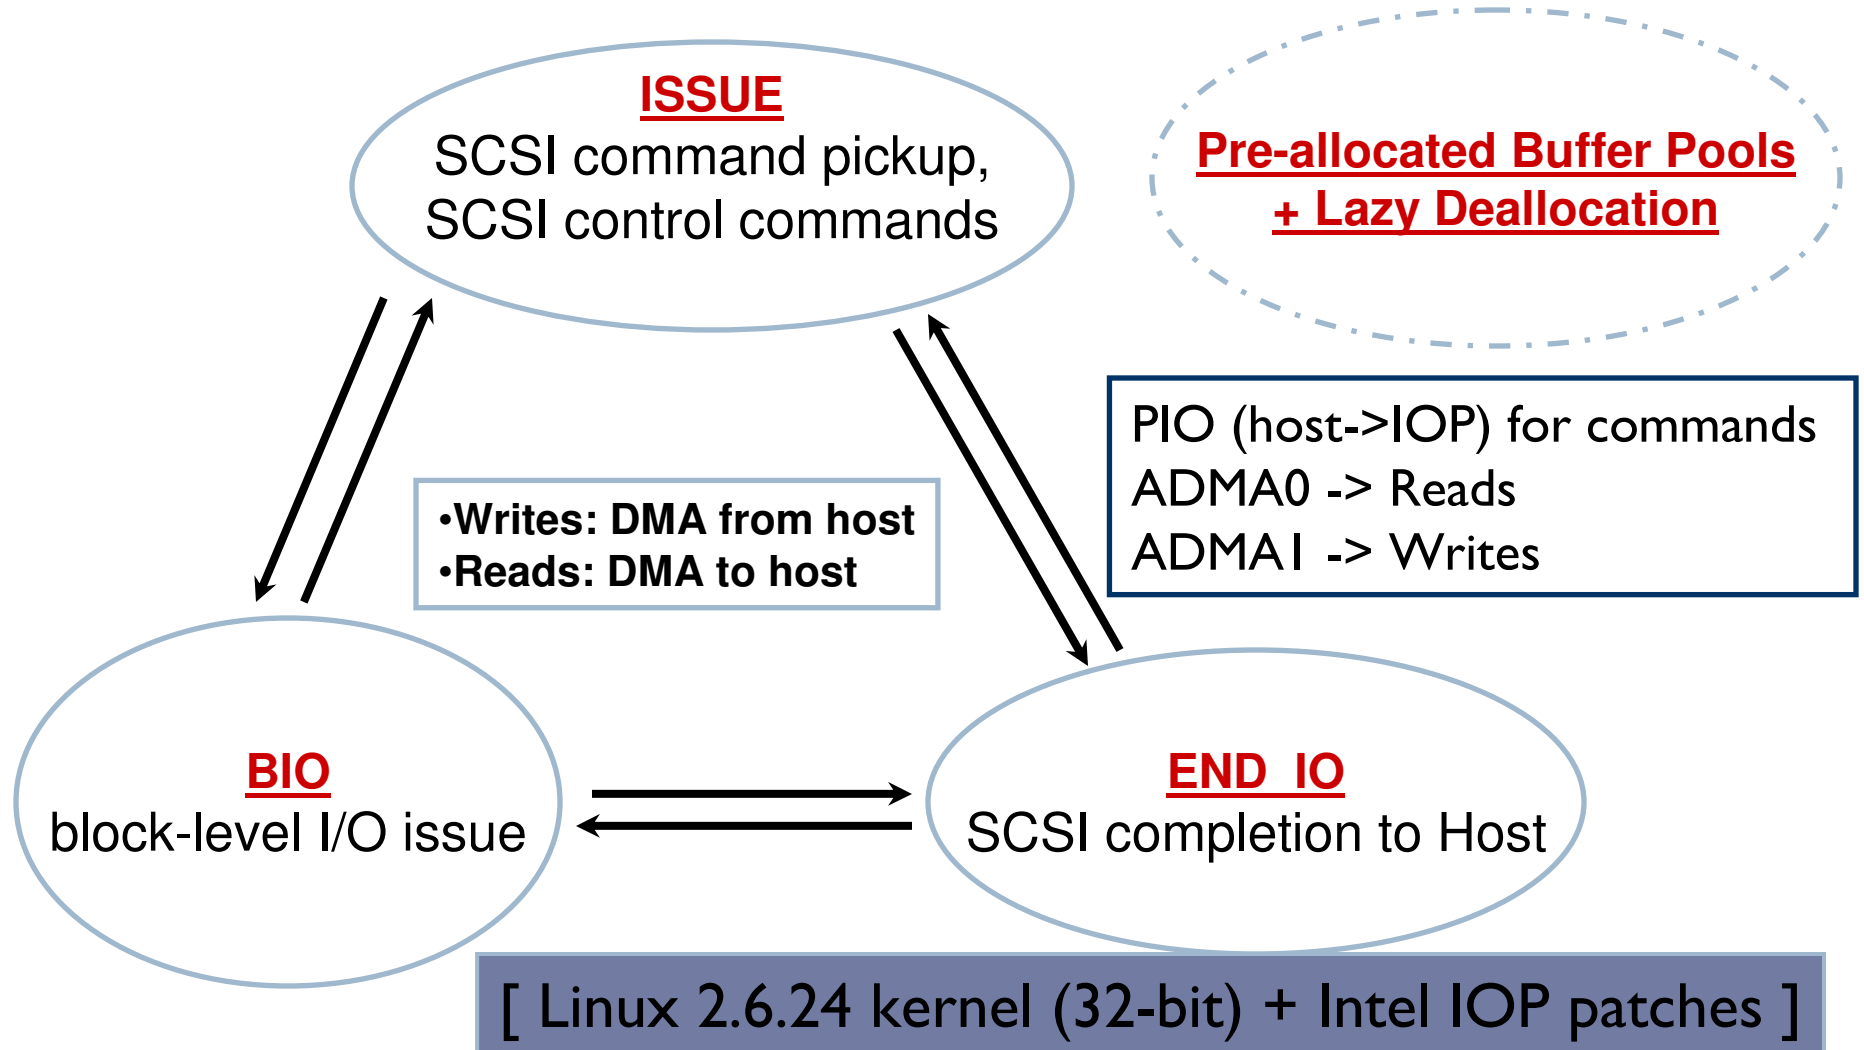 ISSUE
SCSI command pickup,
SCSI control commands
Pre-allocated Buffer Pools
+ Lazy Deallocation
PIO (host->IOP) for commands
ADMA0 -> Reads
ADMA1 -> Writes
•Writes: DMA from host
•Reads: DMA to host
BIO
block-level I/O issue
END_IO
SCSI completion to Host
[ Linux 2.6.24 kernel (32-bit) + Intel IOP patches ]